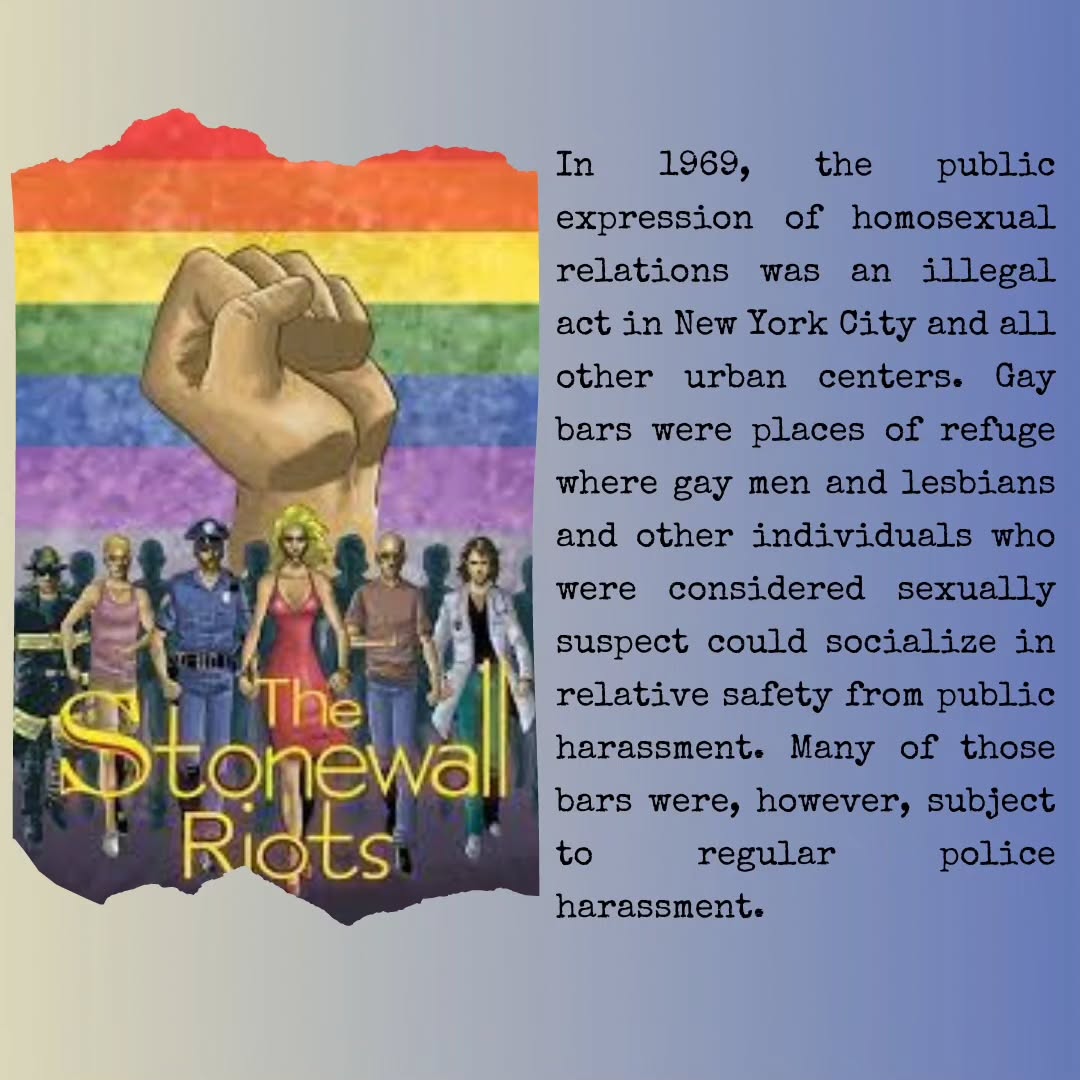 The
Stonewall
Riots
In 1969, the public
expression of homosexual
relations was an illegal
act in New York City and all
other urban centers. Gay
bars were places of refuge
where gay men and lesbians
and other individuals who
were considered sexually
suspect could socialize in
relative safety from public
harassment. Many of those
bars were, however, subject
to regular police
harassment.